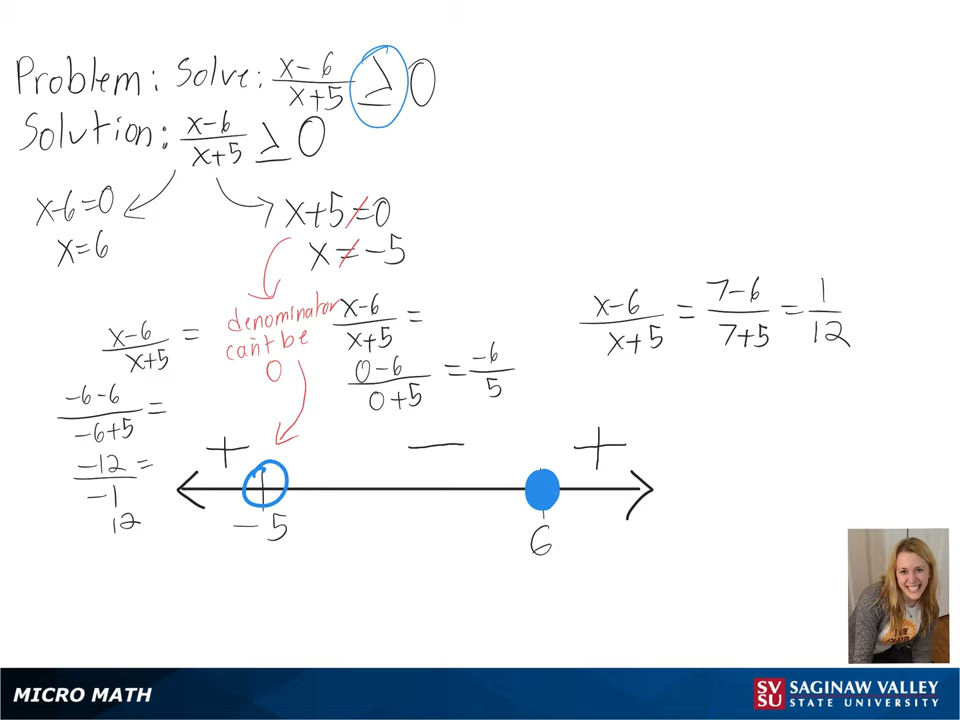 Problem: Solve: x-6 / x+5 ≥ 0
Solution: x-6 / x+5 ≥ 0
x-6=0
x=6
x+5≠0
x≠-5
denominator
can't be
0
x-6 / x+5 =
-6-6 / -6+5 =
-12 / -1 =
12
x-6 / x+5 =
0-6 / 0+5 = -6 / 5
x-6 / x+5 = 7-6 / 7+5 = 1 / 12
+ — +
-5 6
MICRO MATH
SV
SU
SAGINAW VALLEY
STATE UNIVERSITY